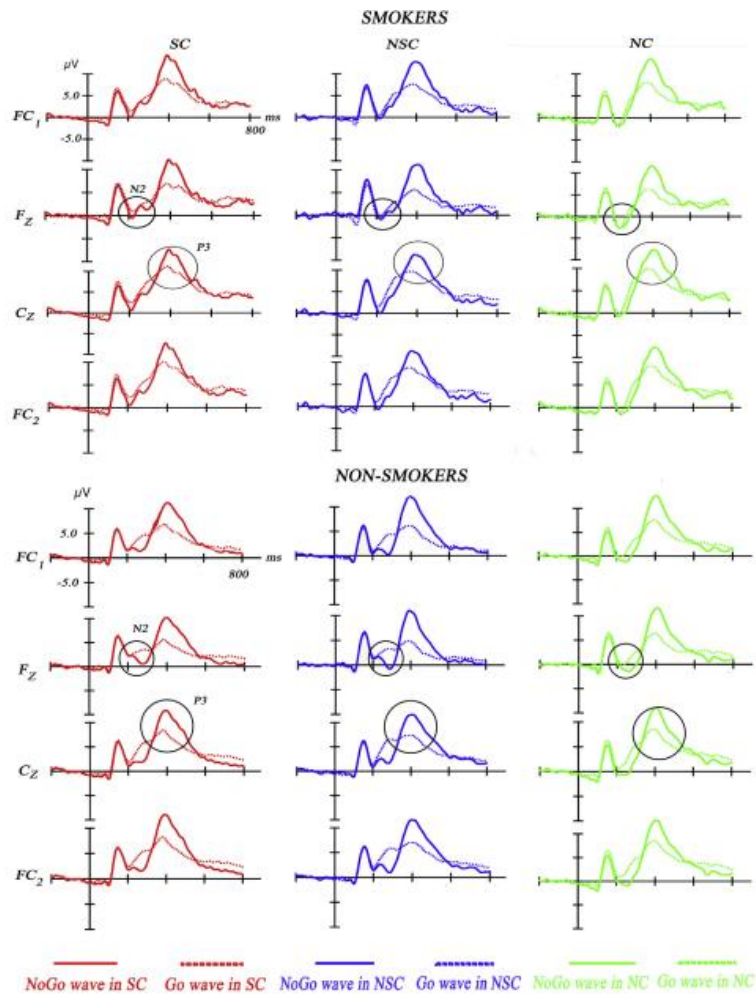 SMOKERS
SC NSC NC
μV
5.0
FC1 ms
-5.0 800
N2
FZ
P3
CZ
FC2
NON-SMOKERS
μV
5.0
FC1 ms
-5.0 800
N2
FZ
P3
CZ
FC2
NoGo wave in SC Go wave in SC NoGo wave in NSC Go wave in NSC NoGo wave in NC Go wave in NC